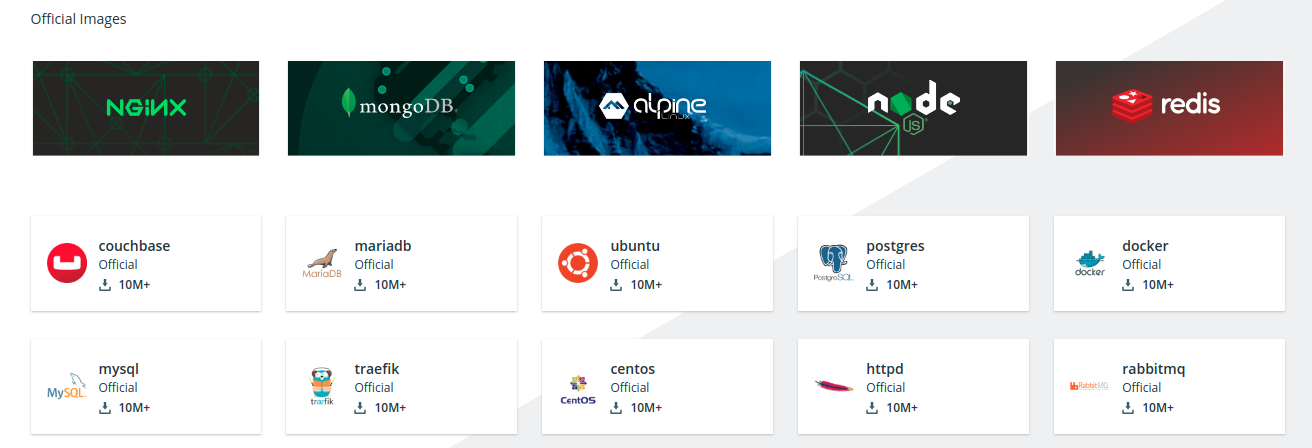 Official Images
NGiNX
mongoDB®
alpine
LINUX
node
JS®
redis
couchbase
Official
10M+
MariaDB
mariadb
Official
10M+
ubuntu
Official
10M+
PostgreSQL
postgres
Official
10M+
docker
docker
Official
10M+
MySQL®
mysql
Official
10M+
træfik
traefik
Official
10M+
CentOS
centos
Official
10M+
httpd
Official
10M+
RabbitMQ
rabbitmq
Official
10M+